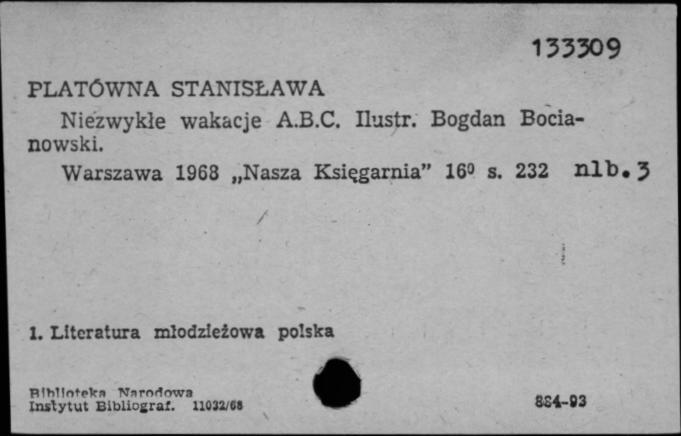 133309
PLATÓWNA STANISŁAWA
Niezwykłe wakacje A.B.C. Ilustr. Bogdan Bocia-
nowski.
Warszawa 1968 „Nasza Księgarnia” 16º s. 232 nlb. 3
1. Literatura młodzieżowa polska
Biblioteka Narodowa
Instytut Bibliograf. 11032/68
884-93